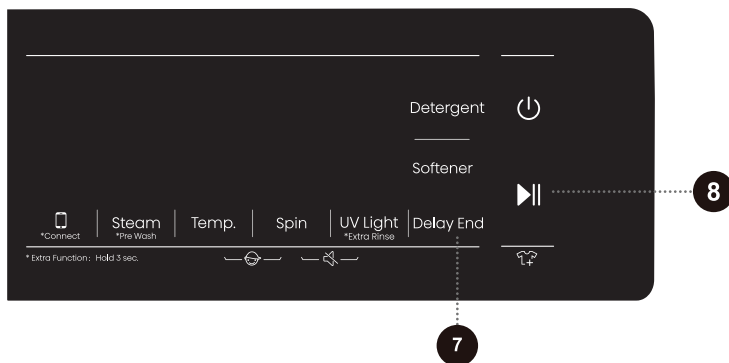 Detergent
Softener
8
Steam Temp. Spin UV Light Delay End
*Connect *Pre Wash *Extra Rinse
* Extra Function: Hold 3 sec.
7